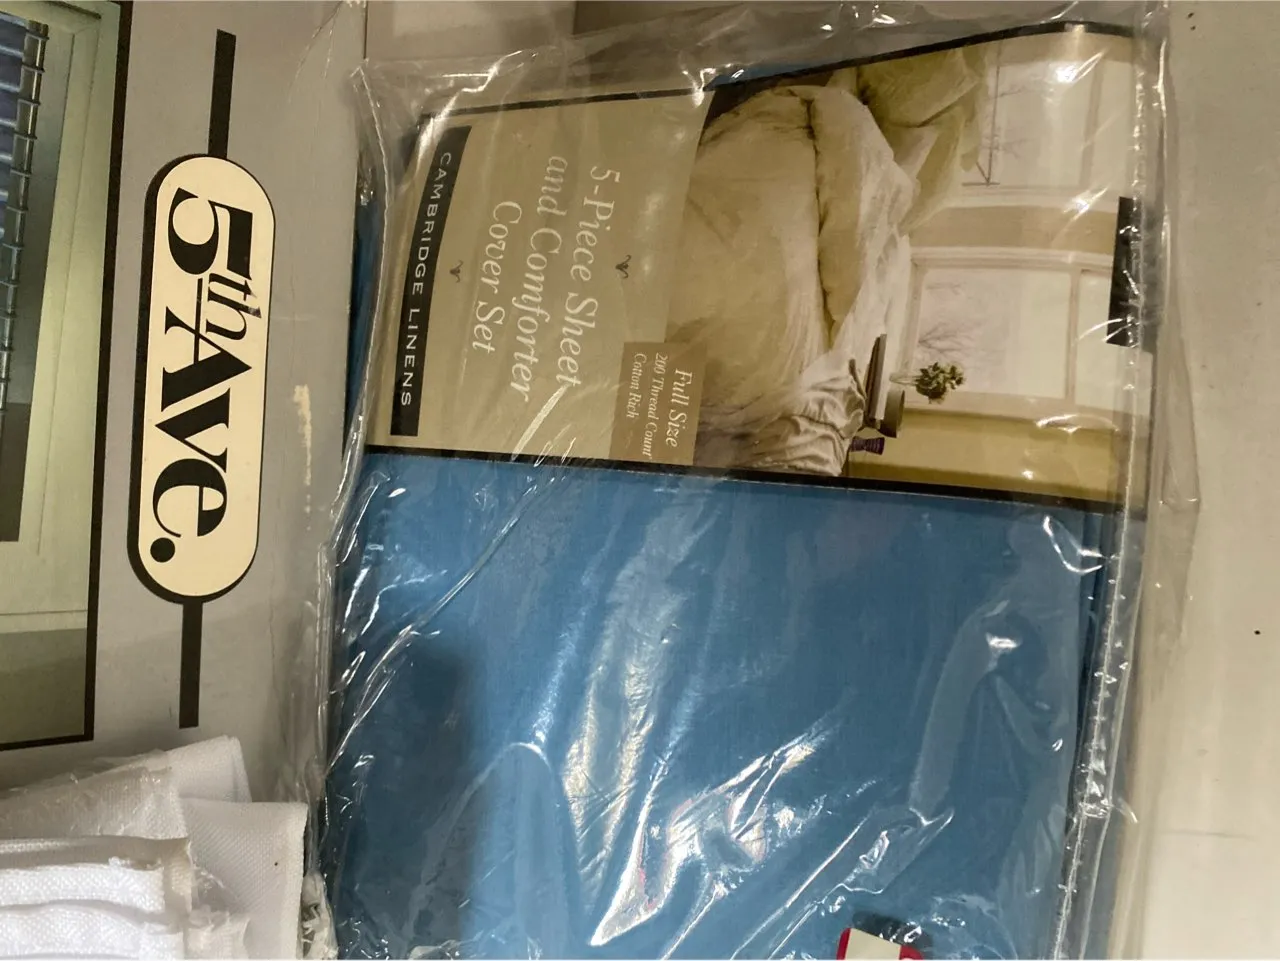 5th Ave.
CAMBRIDGE LINENS
5-Piece Sheet
and Comforter
Cover Set
Full Size
200 Thread Count
Cotton Rich